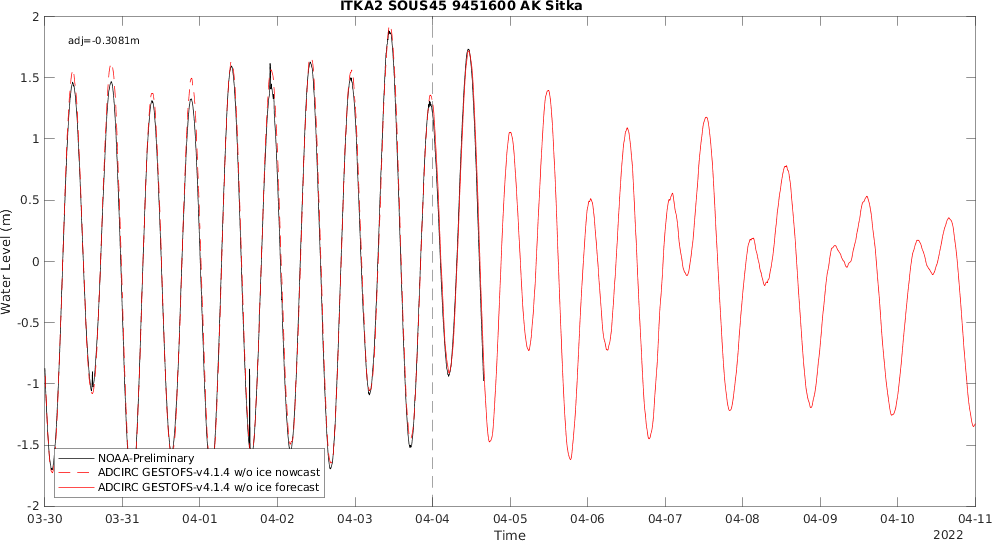 ITKA2 SOUS45 9451600 AK Sitka
adj=-0.3081m
2
1.5
1
0.5
0
-0.5
-1
-1.5
-2
Water Level (m)
NOAA-Preliminary
ADCIRC GESTOFS-v4.1.4 w/o ice nowcast
ADCIRC GESTOFS-v4.1.4 w/o ice forecast
03-30 03-31 04-01 04-02 04-03 04-04 04-05 04-06 04-07 04-08 04-09 04-10 04-11
Time
2022